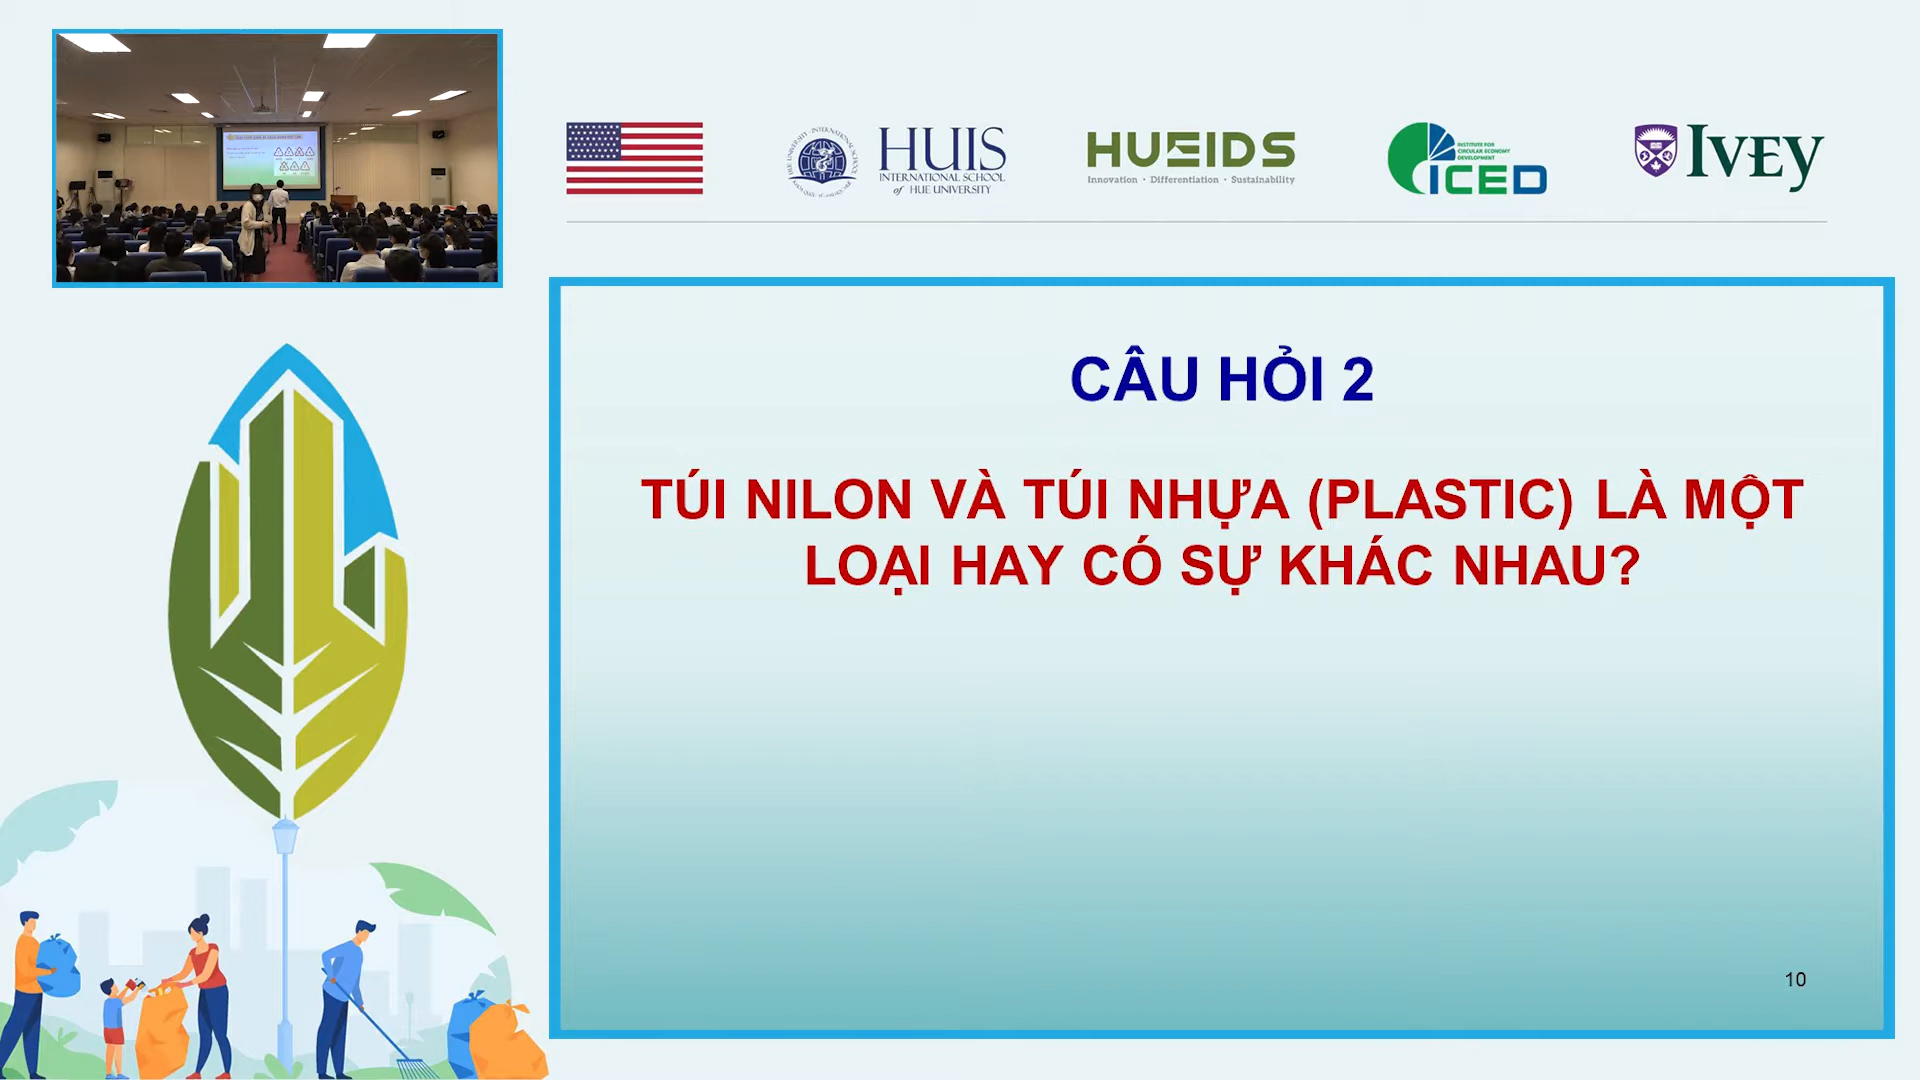 HUIS
INTERNATIONAL SCHOOL
of HUE UNIVERSITY
HUEIDS
Innovation • Differentiation • Sustainability
INSTITUTE FOR
CIRCULAR ECONOMY
DEVELOPMENT
ICED
IVEY
CÂU HỎI 2
TÚI NILON VÀ TÚI NHỰA (PLASTIC) LÀ MỘT
LOẠI HAY CÓ SỰ KHÁC NHAU?
10